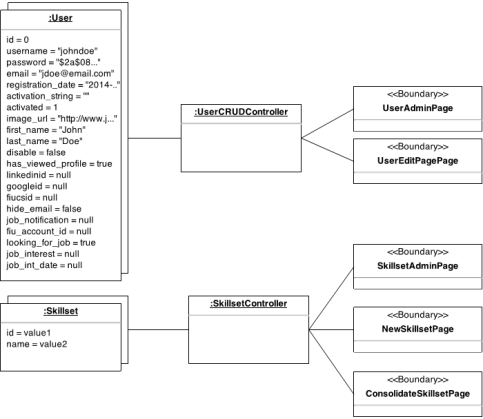 :User
id = 0
username = "johndoe"
password = "$2a$08..."
email = "jdoe@email.com"
registration_date = "2014-.."
activation_string = ""
activated = 1
image_url = "http://www.j..."
first_name = "John"
last_name = "Doe"
disable = false
has_viewed_profile = true
linkedinid = null
googleid = null
fiucsid = null
hide_email = false
job_notification = null
fiu_account_id = null
looking_for_job = true
job_interest = null
job_int_date = null
:UserCRUDController
<<Boundary>>
UserAdminPage
<<Boundary>>
UserEditPagePage
:Skillset
id = value1
name = value2
:SkillsetController
<<Boundary>>
SkillsetAdminPage
<<Boundary>>
NewSkillsetPage
<<Boundary>>
ConsolidateSkillsetPage